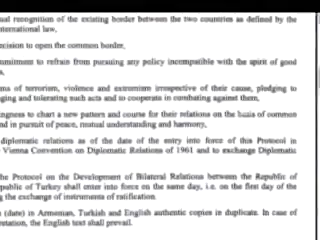 ual recognition of the existing border between the two countries as defined by the
nternational law,
ecision to open the common border,
mmitment to refrain from pursuing any policy incompatible with the spirit of good
s,
ms of terrorism, violence and extremism irrespective of their cause, pledging to
ging and tolerating such acts and to cooperate in combating against them,
ingness to chart a new pattern and course for their relations on the basis of common
nd in pursuit of peace, mutual understanding and harmony,
diplomatic relations as of the date of the entry into force of this Protocol in
Vienna Convention on Diplomatic Relations of 1961 and to exchange Diplomatic
he Protocol on the Development of Bilateral Relations between the Republic of
public of Turkey shall enter into force on the same day, i.e. on the first day of the
g the exchange of instruments of ratification.
(date) in Armenian, Turkish and English authentic copies in duplicate. In case of
etation, the English text shall prevail.